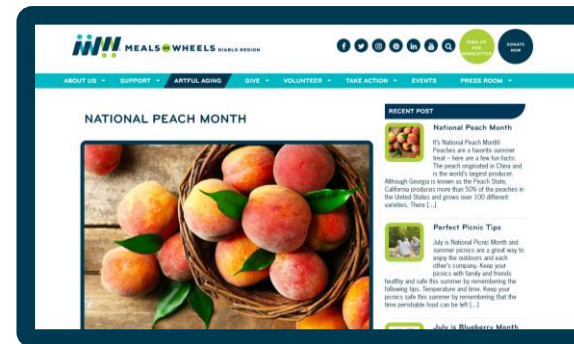 MEALS ON WHEELS DIABLO REGION
SIGN UP
FOR
NEWSLETTER
DONATE
NOW
ABOUT US
SUPPORT
ARTFUL AGING
GIVE
VOLUNTEER
TAKE ACTION
EVENTS
PRESS ROOM
NATIONAL PEACH MONTH
RECENT POST
National Peach Month
It's National Peach Month!
Peaches are a favorite summer
treat – here are a few fun facts:
The peach originated in China and
is the world's largest producer.
Although Georgia is known as the Peach State,
California produces more than 50% of the peaches in
the United States and grows over 100 different
varieties. There [...]
Perfect Picnic Tips
July is National Picnic Month and
summer picnics are a great way to
enjoy the outdoors and each
other's company. Keep your
picnics with family and friends
healthy and safe this summer by remembering the
following tips. Temperature and time. Keep your
picnics safe this summer by remembering that the
time perishable food can be left [...]
July is Blueberry Month